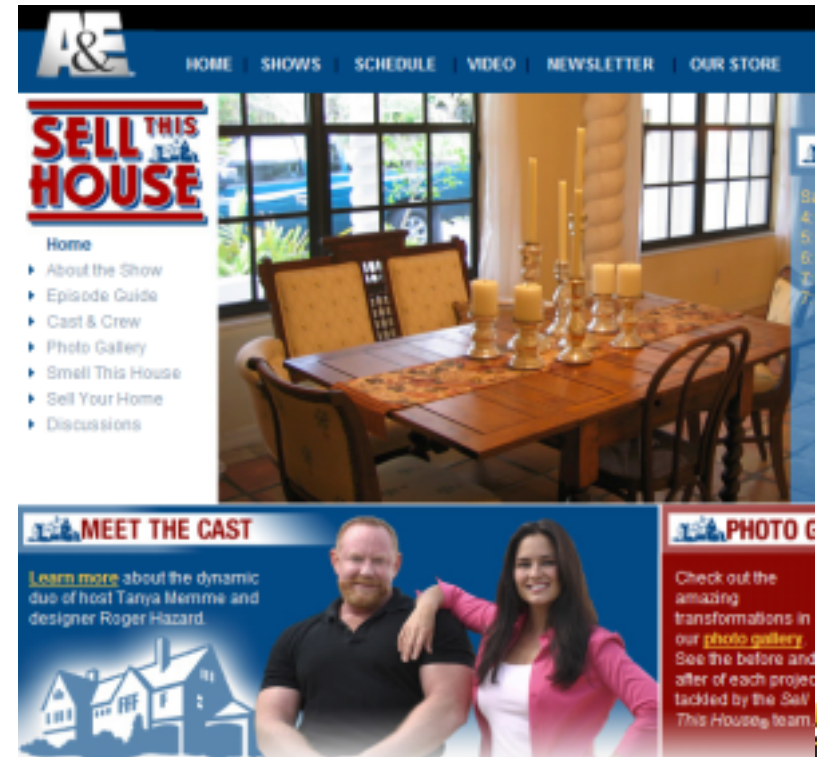 A&E
HOME | SHOWS | SCHEDULE | VIDEO | NEWSLETTER | OUR STORE
SELL THIS
HOUSE
Home
About the Show
Episode Guide
Cast & Crew
Photo Gallery
Smell This House
Sell Your Home
Discussions
MEET THE CAST
Learn more about the dynamic
duo of host Tanya Memme and
designer Roger Hazard.
PHOTO G
Check out the
amazing
transformations in
our photo gallery.
See the before and
after of each projec
tackled by the Sell
This House® team.